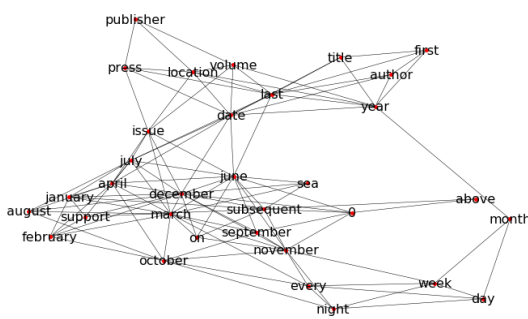 publisher
title
first
press
location
volume
author
last
year
date
issue
july
april
june
sea
january
december
above
august
support
march
subsequent
0
month
february
on
september
october
november
every
week
day
night